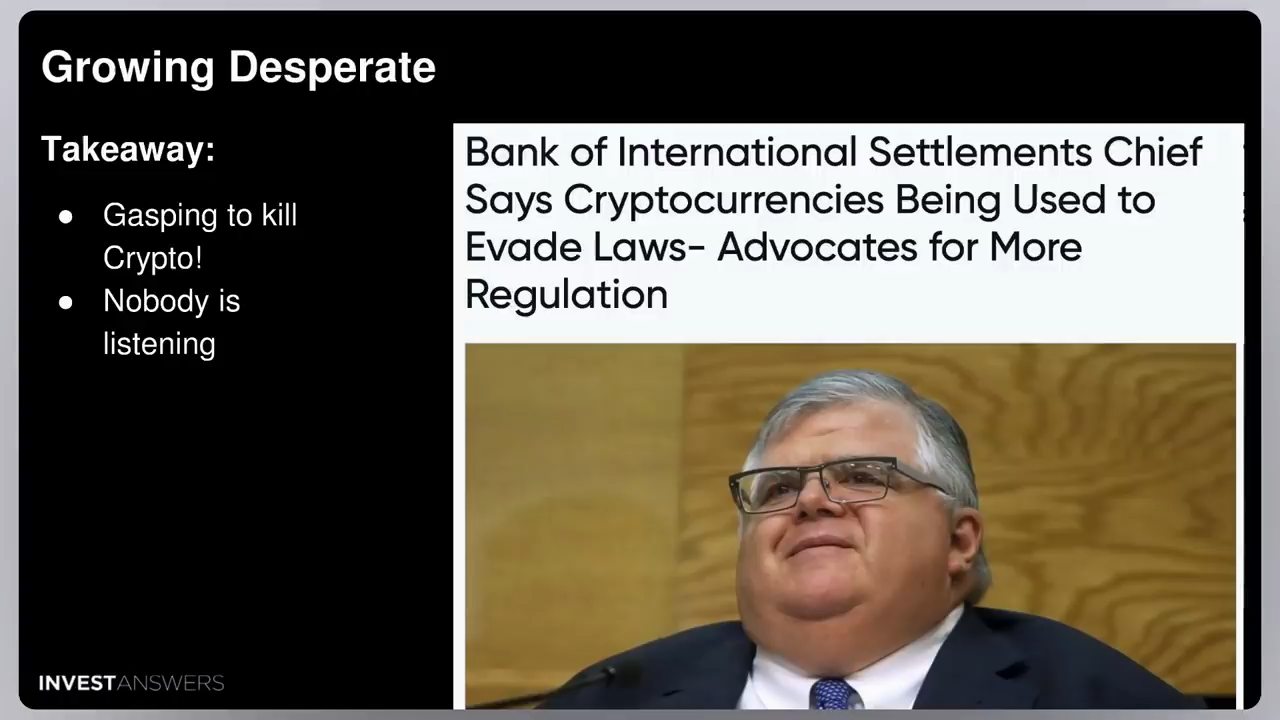 Growing Desperate
Takeaway:
● Gasping to kill
Crypto!
● Nobody is
listening
Bank of International Settlements Chief
Says Cryptocurrencies Being Used to
Evade Laws- Advocates for More
Regulation
INVESTANSWERS